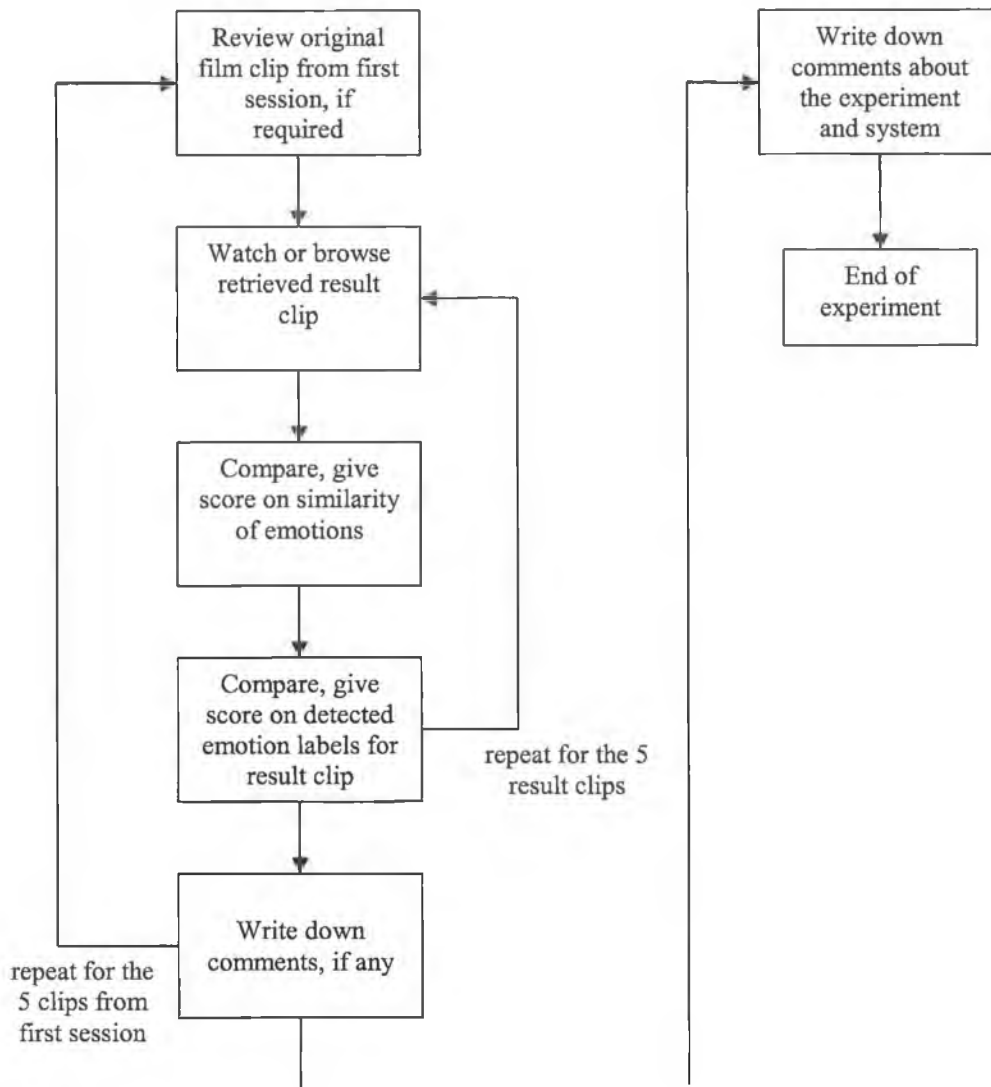 Review original
film clip from first
session, if
required
Watch or browse
retrieved result
clip
Compare, give
score on similarity
of emotions
Compare, give
score on detected
emotion labels for
result clip
repeat for the 5
result clips
Write down
comments, if any
repeat for the
5 clips from
first session
Write down
comments about
the experiment
and system
End of
experiment